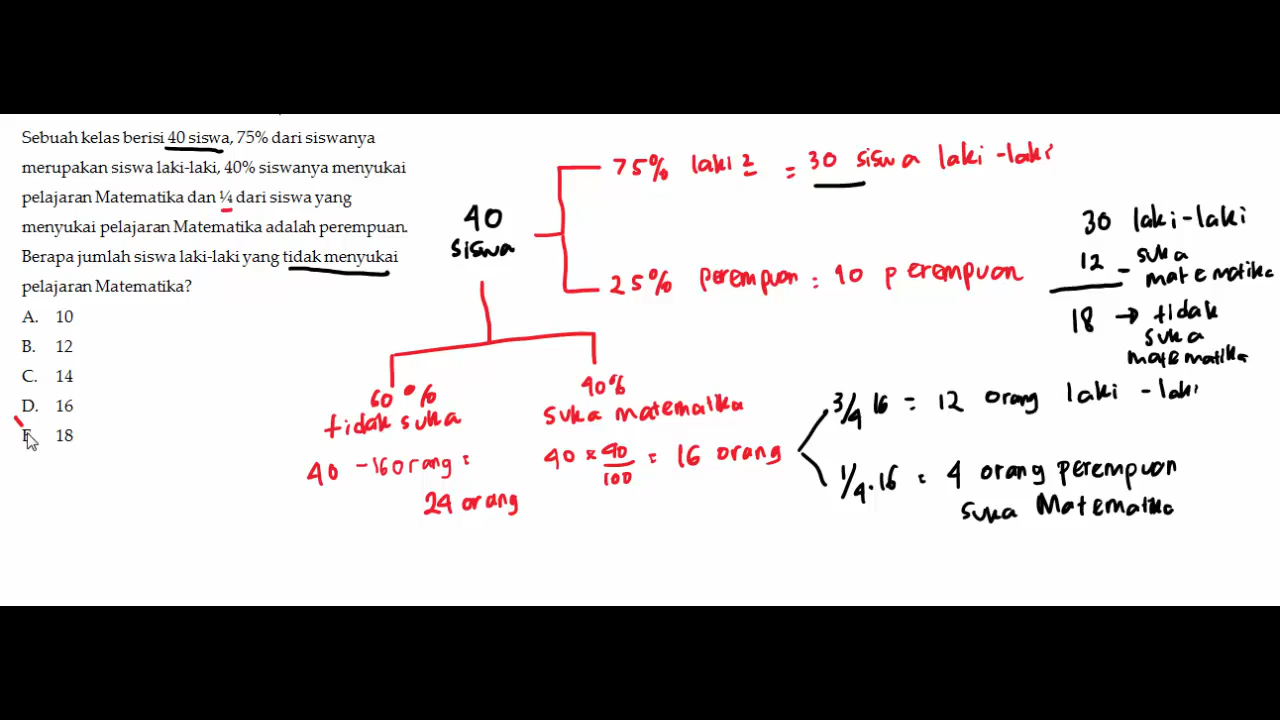 Sebuah kelas berisi 40 siswa, 75% dari siswanya
merupakan siswa laki-laki, 40% siswanya menyukai
pelajaran Matematika dan ¼ dari siswa yang
menyukai pelajaran Matematika adalah perempuan.
Berapa jumlah siswa laki-laki yang tidak menyukai
pelajaran Matematika?
A. 10
B. 12
C. 14
D. 16
18
40
siswa
75% laki 2 = 30 siswa laki-laki
25% perempuan = 10 perempuan
60%
tidak suka
40 - 16 orang =
24 orang
40%
suka matematika
40 × 40/100 = 16 orang
3/4 16 = 12 orang laki-laki
1/4 . 16 = 4 orang perempuan
suka Matematika
30 laki-laki
12 - suka
matematika
18 → tidak
suka
matematika